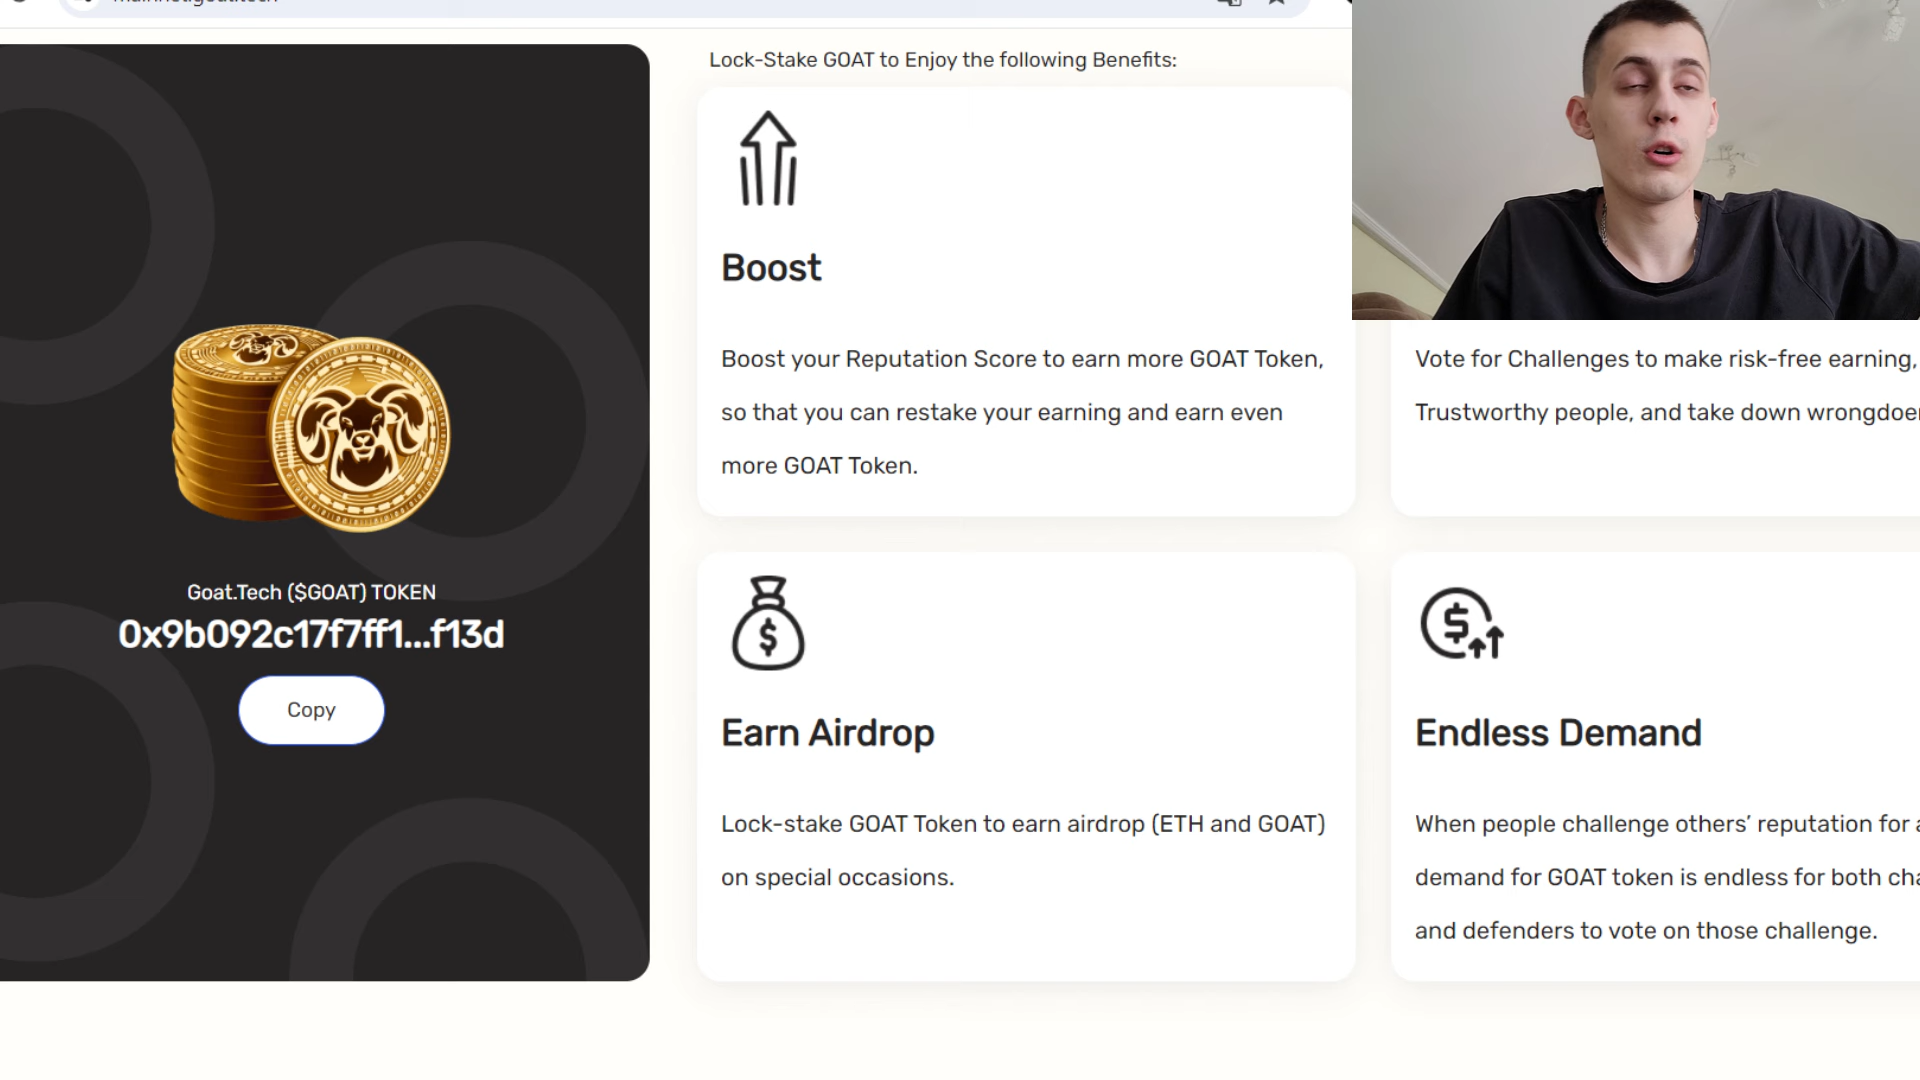 Lock-Stake GOAT to Enjoy the following Benefits:
Boost
Boost your Reputation Score to earn more GOAT Token,
so that you can restake your earning and earn even
more GOAT Token.
Vote for Challenges to make risk-free earning,
Trustworthy people, and take down
Goat.Tech ($GOAT) TOKEN
0x9b092c17f7ff1...f13d
Copy
Earn Airdrop
Lock-stake GOAT Token to earn airdrop (ETH and GOAT)
on special occasions.
Endless Demand
When people challenge others’ reputation for
demand for GOAT token is endless for both
and defenders to vote on those challenge.